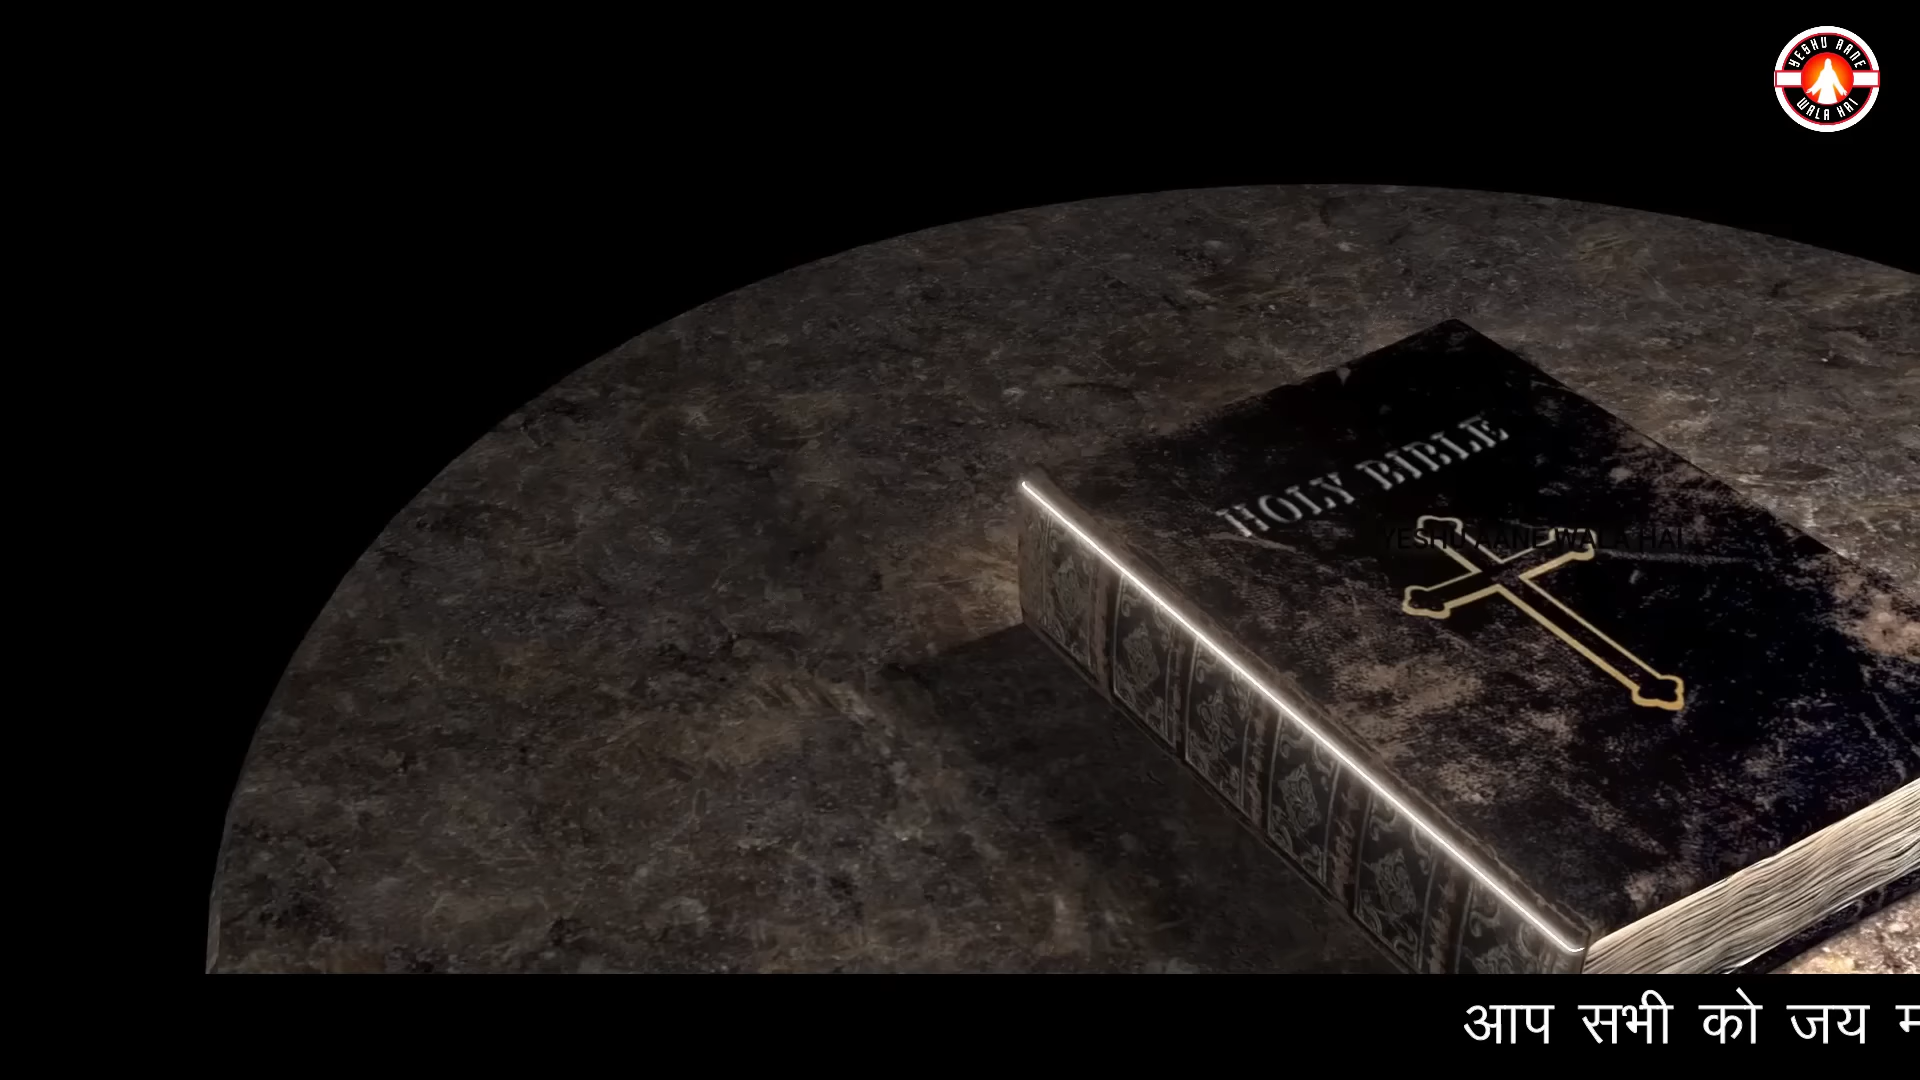 YESHU AANE
WALA HAI
HOLY BIBLE
YESHU AANE WALA HAI
आप सभी को जय